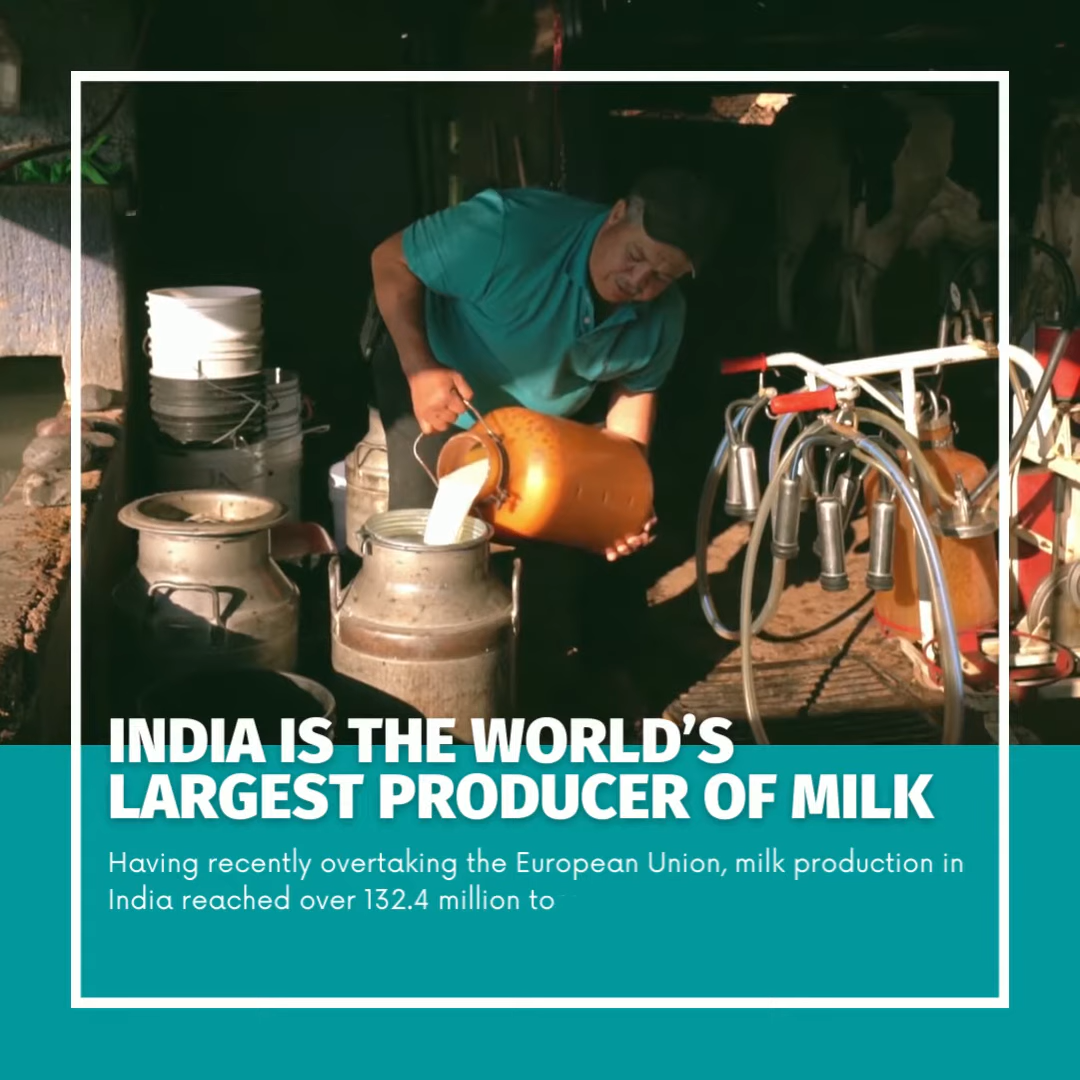 INDIA IS THE WORLD’S
LARGEST PRODUCER OF MILK
Having recently overtaking the European Union, milk production in
India reached over 132.4 million to